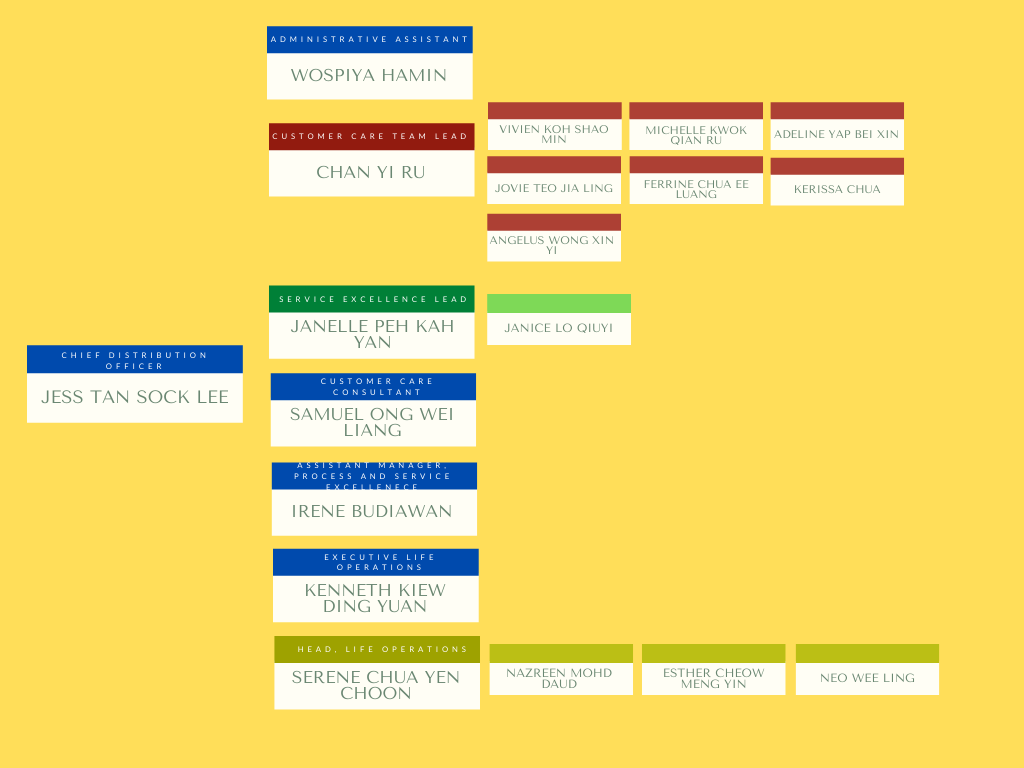 ADMINISTRATIVE ASSISTANT
WOSPIYA HAMIN
CUSTOMER CARE TEAM LEAD
CHAN YI RU
VIVIEN KOH SHAO
MIN
MICHELLE KWOK
QIAN RU
ADELINE YAP BEI XIN
JOVIE TEO JIA LING
FERRINE CHUA EE
LUANG
KERISSA CHUA
ANGELUS WONG XIN
YI
SERVICE EXCELLENCE LEAD
JANELLE PEH KAH
YAN
JANICE LO QIUYI
CHIEF DISTRIBUTION
OFFICER
JESS TAN SOCK LEE
CUSTOMER CARE
CONSULTANT
SAMUEL ONG WEI
LIANG
ASSISTANT MANAGER,
PROCESS AND SERVICE
EXCELLENECE
IRENE BUDIAWAN
EXECUTIVE LIFE
OPERATIONS
KENNETH KIEW
DING YUAN
HEAD, LIFE OPERATIONS
SERENE CHUA YEN
CHOON
NAZREEN MOHD
DAUD
ESTHER CHEOW
MENG YIN
NEO WEE LING